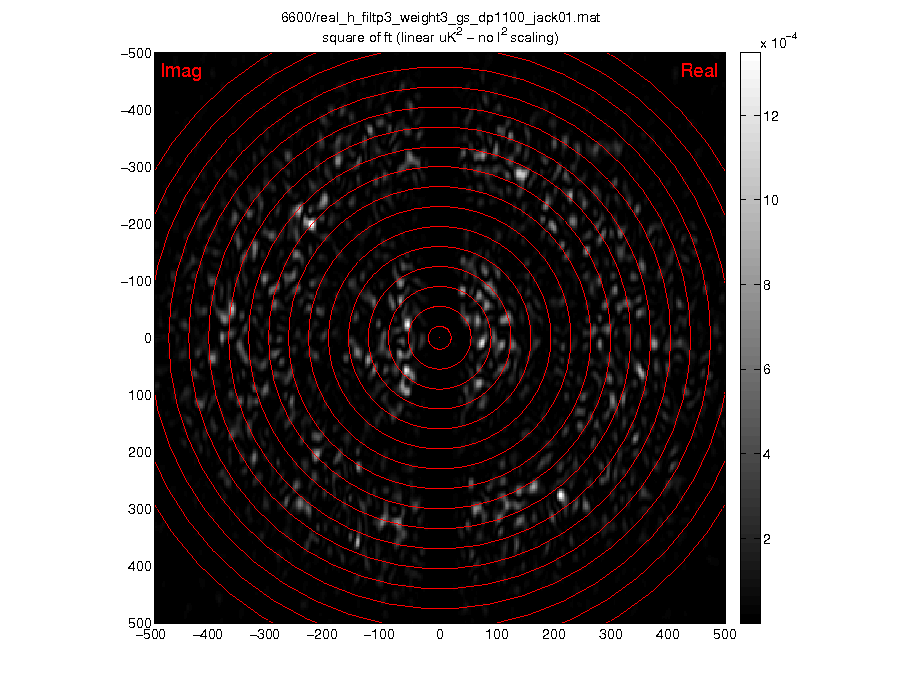 6600/real_h_filtp3_weight3_gs_dp1100_jack01.mat
square of ft (linear uK² – no l² scaling)
x 10⁻⁴
Imag
Real
−500
−400
−300
−200
−100
0
100
200
300
400
500
12
10
8
6
4
2
−500 −400 −300 −200 −100 0 100 200 300 400 500